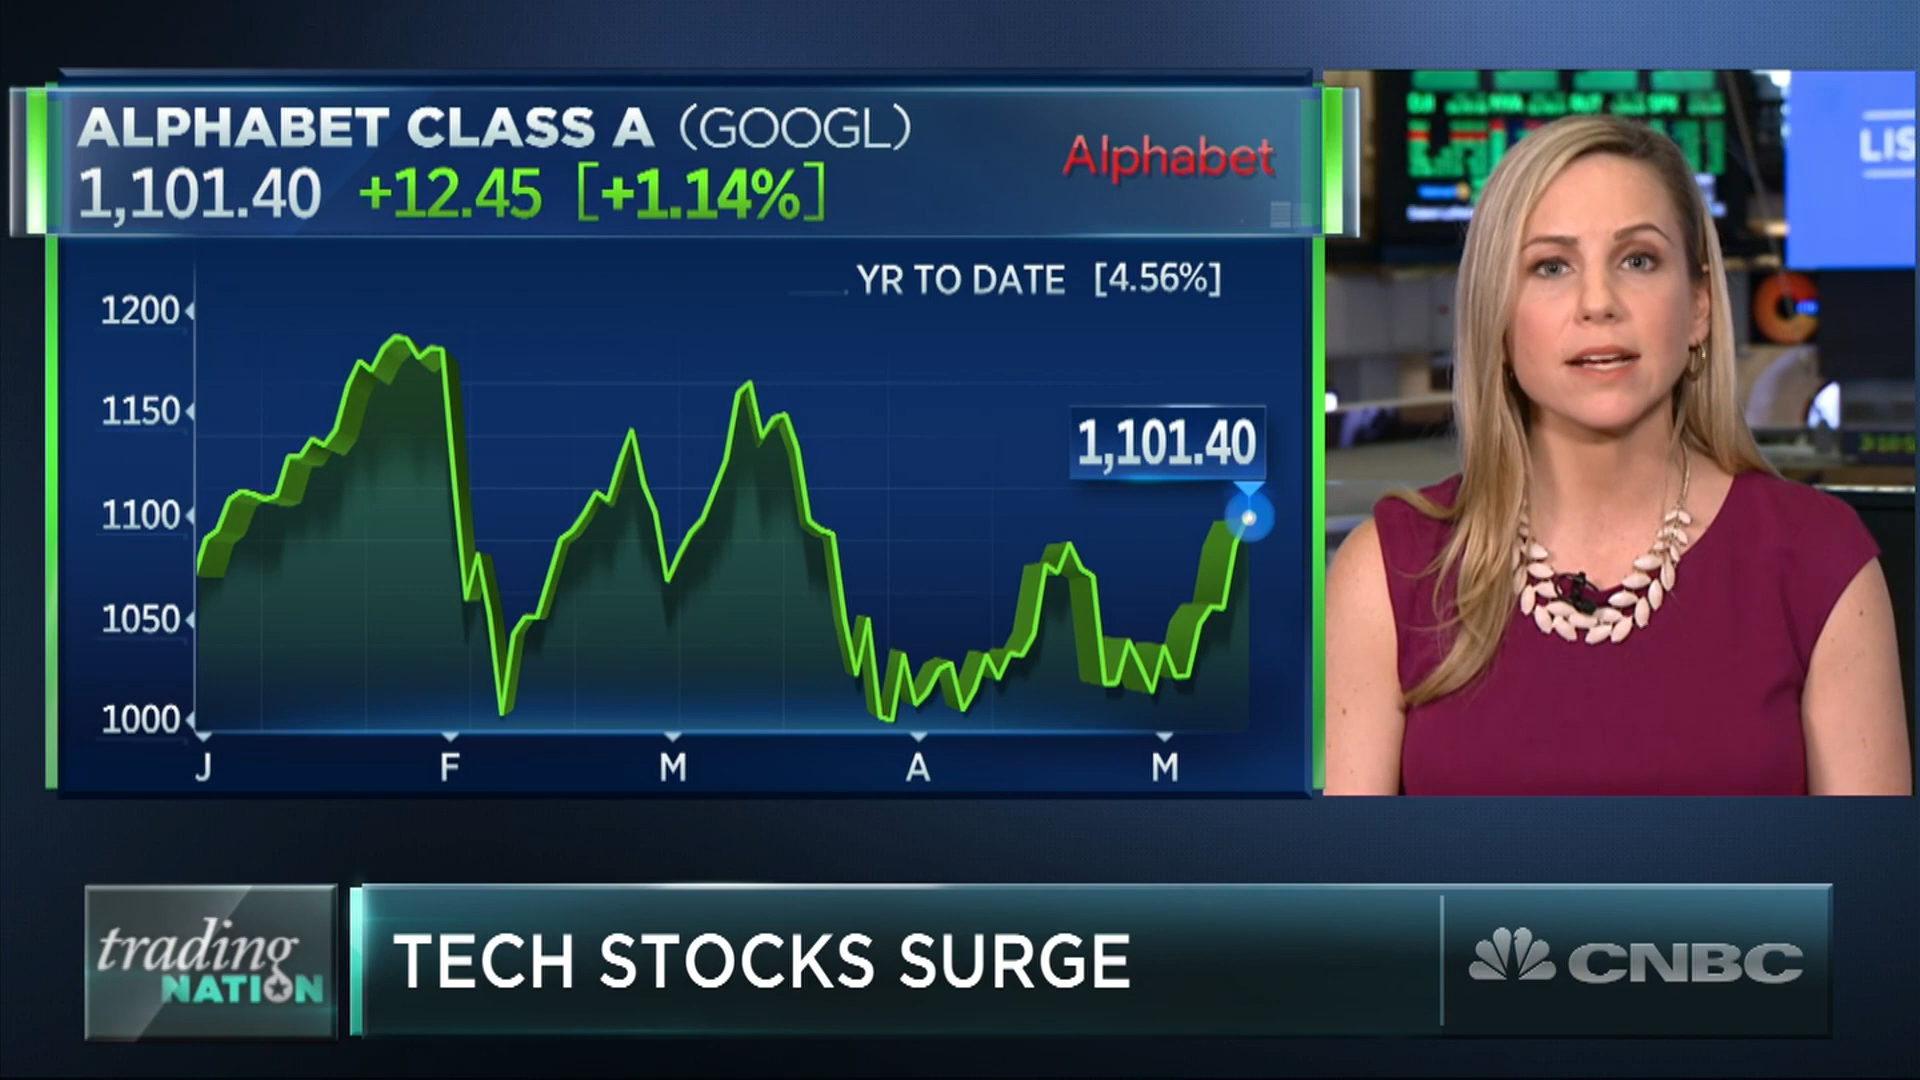 ALPHABET CLASS A (GOOGL)
1,101.40 +12.45 [+1.14%]
Alphabet
YR TO DATE [4.56%]
1200
1150
1100
1050
1000
1,101.40
J F M A M
LIS
trading
NATION
TECH STOCKS SURGE
CNBC